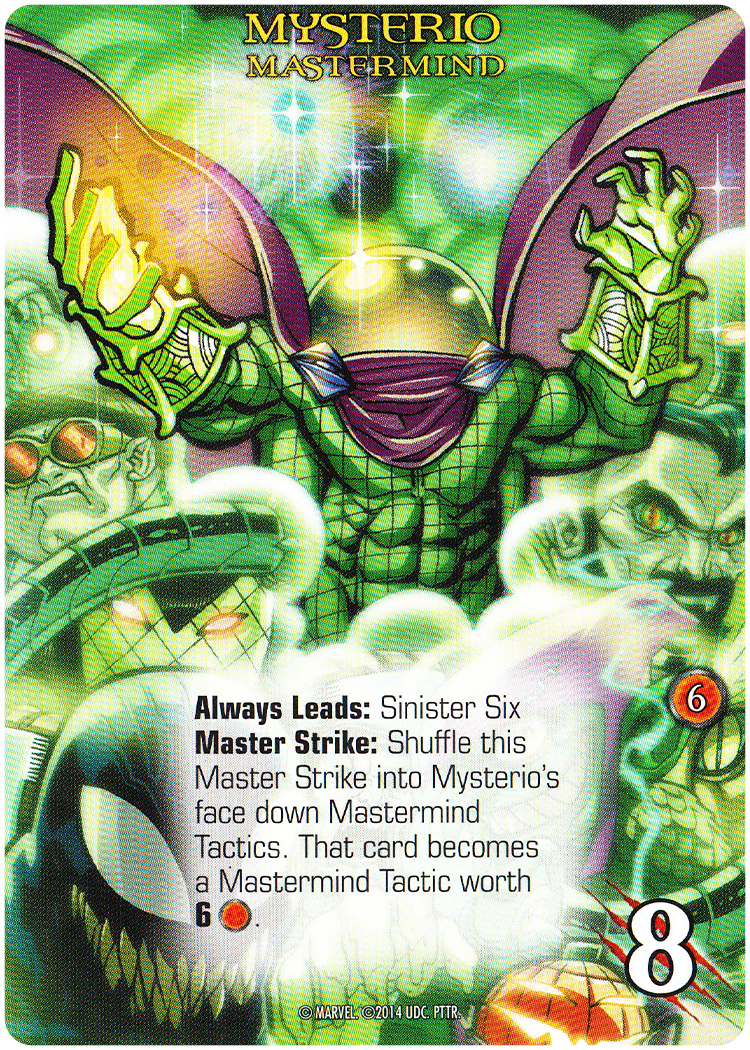 MYSTERIO
MASTERMIND
6
Always Leads: Sinister Six
Master Strike: Shuffle this
Master Strike into Mysterio's
face down Mastermind
Tactics. That card becomes
a Mastermind Tactic worth
6 .
8
© MARVEL. ©2014 UDC. PTTR.